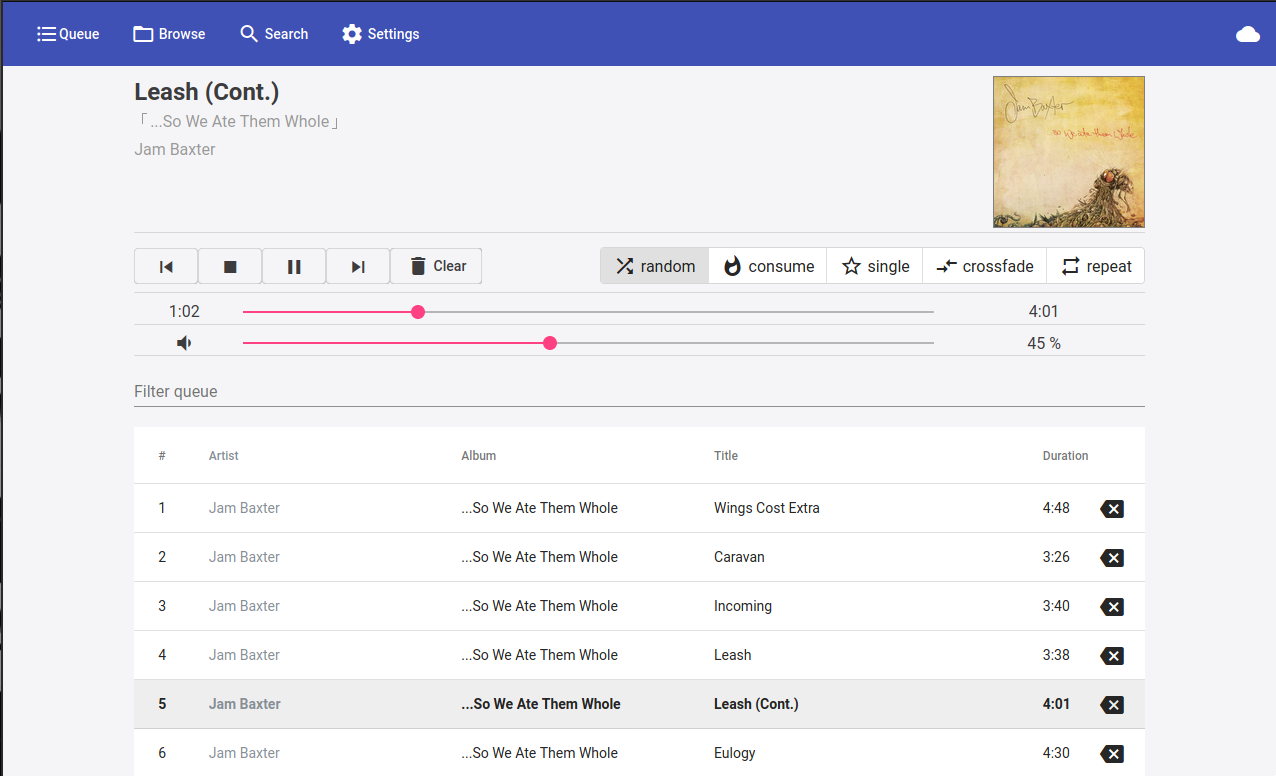 Queue Browse Search Settings
Leash (Cont.)
「...So We Ate Them Whole」
Jam Baxter
Jam Baxter
so we ate them whole
Clear random consume single crossfade repeat
1:02 4:01
45 %
Filter queue
# Artist Album Title Duration
1 Jam Baxter ...So We Ate Them Whole Wings Cost Extra 4:48
2 Jam Baxter ...So We Ate Them Whole Caravan 3:26
3 Jam Baxter ...So We Ate Them Whole Incoming 3:40
4 Jam Baxter ...So We Ate Them Whole Leash 3:38
5 Jam Baxter ...So We Ate Them Whole Leash (Cont.) 4:01
6 Jam Baxter ...So We Ate Them Whole Eulogy 4:30